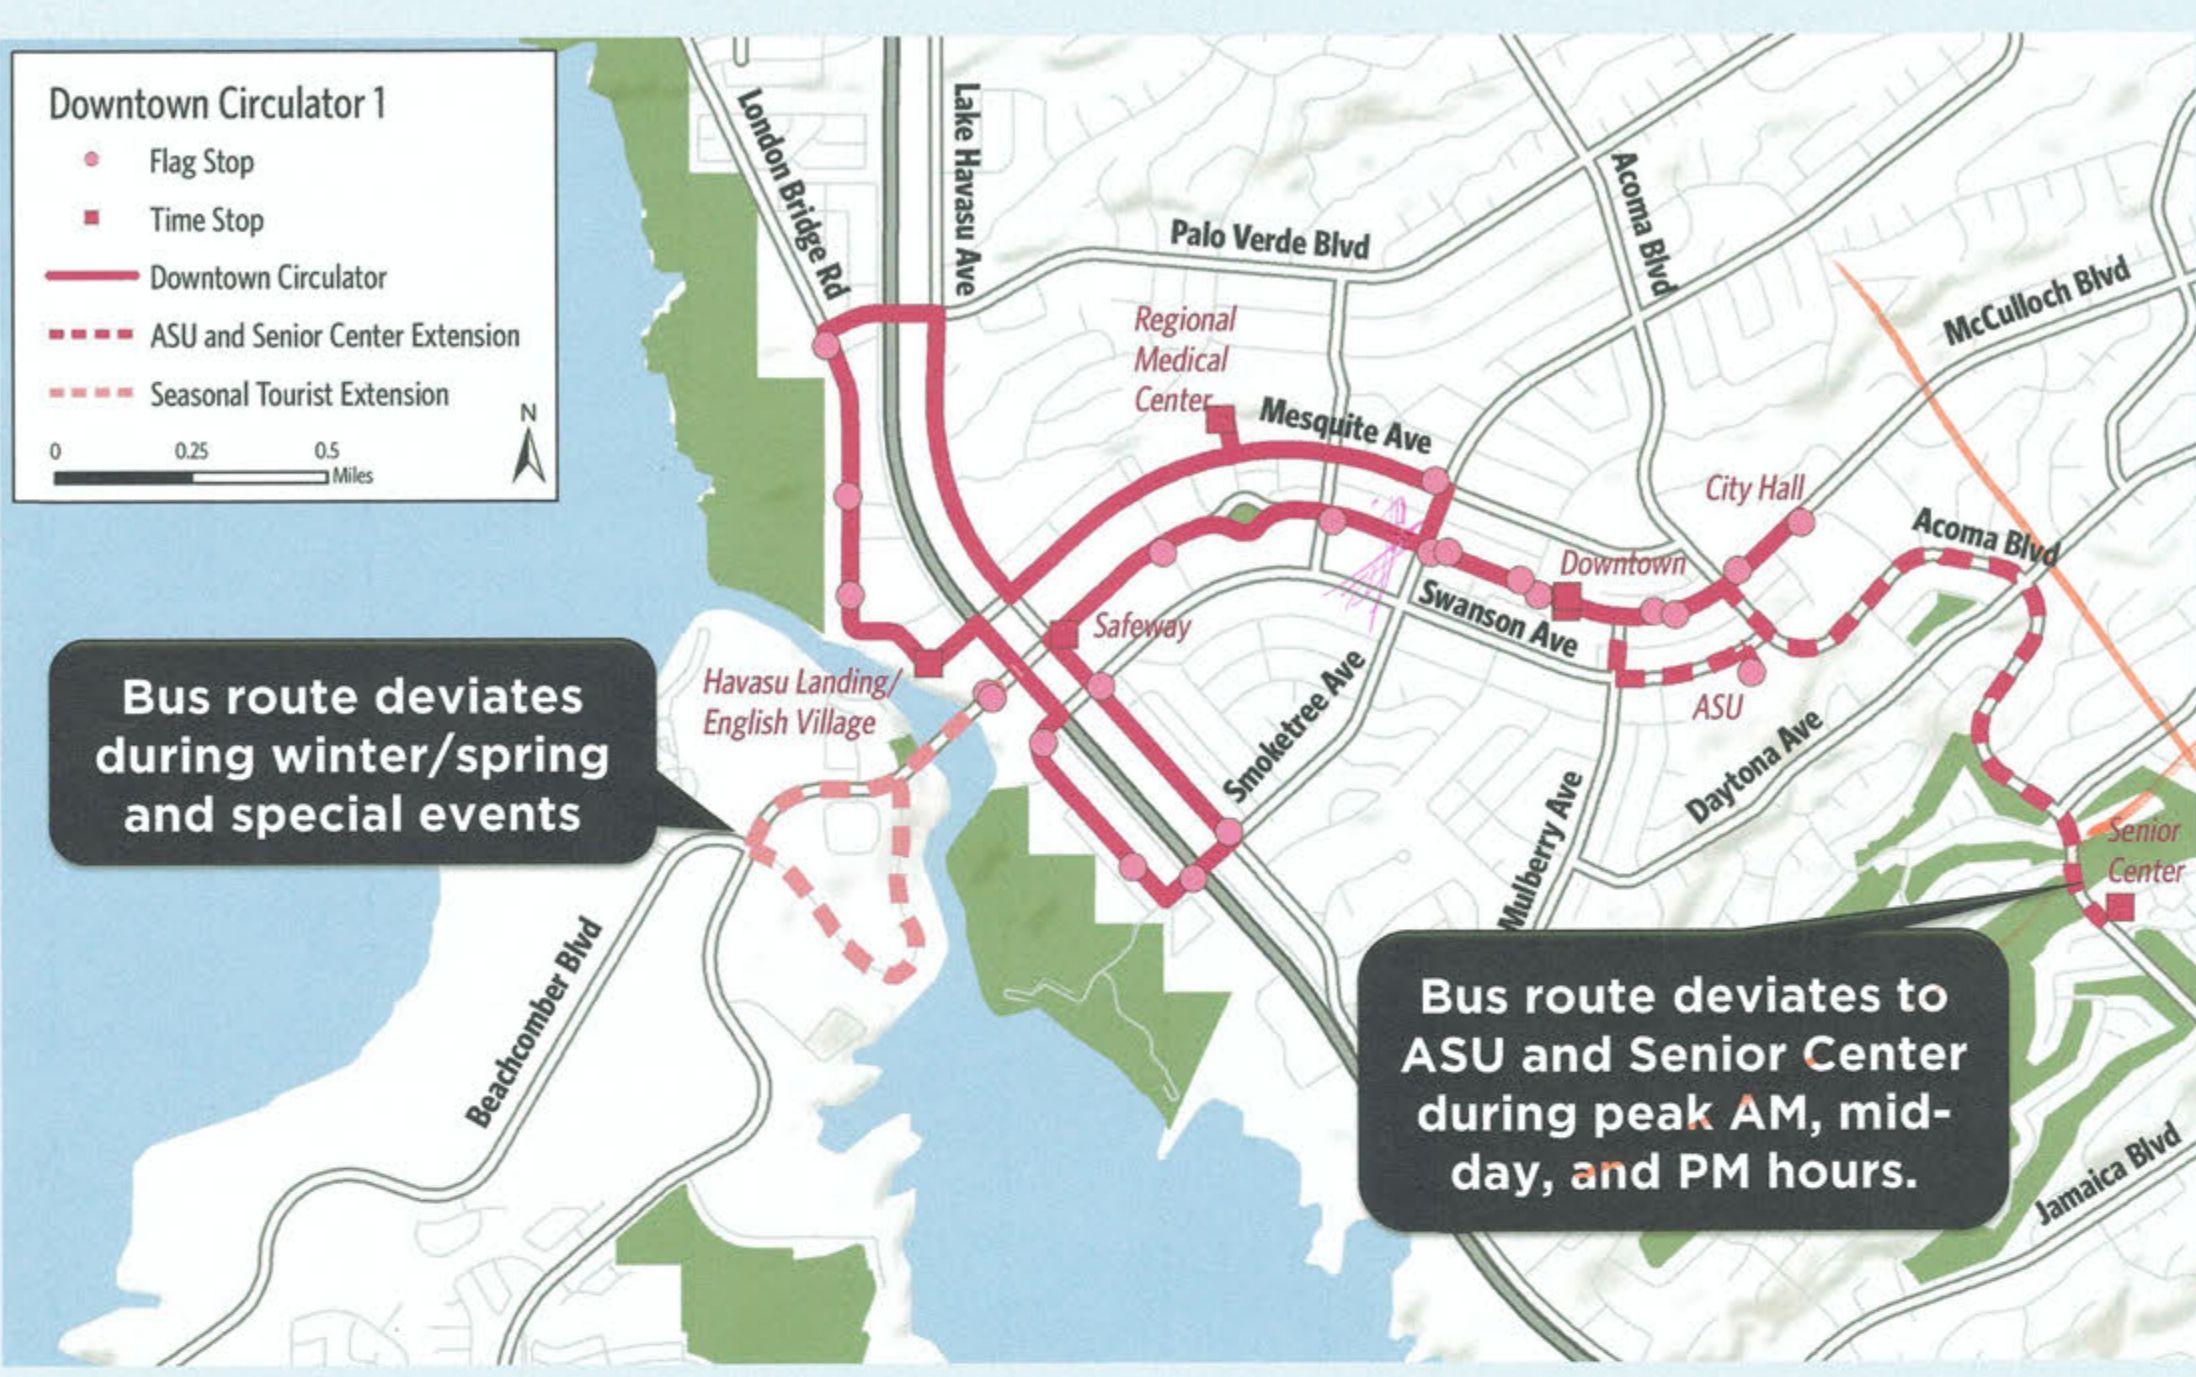 Downtown Circulator 1
Flag Stop
Time Stop
Downtown Circulator
ASU and Senior Center Extension
Seasonal Tourist Extension
N
0 0.25 0.5
Miles
London Bridge Rd
Lake Havasu Ave
Palo Verde Blvd
Acoma Blvd
McCulloch Blvd
Regional
Medical
Center
Mesquite Ave
City Hall
Acoma Blvd
Downtown
Swanson Ave
Safeway
Havasu Landing/
English Village
ASU
Smoketree Ave
Daytona Ave
Mulberry Ave
Senior
Center
Bus route deviates
during winter/spring
and special events
Beachcomber Blvd
Bus route deviates to
ASU and Senior Center
during peak AM, mid-
day, and PM hours.
Jamaica Blvd